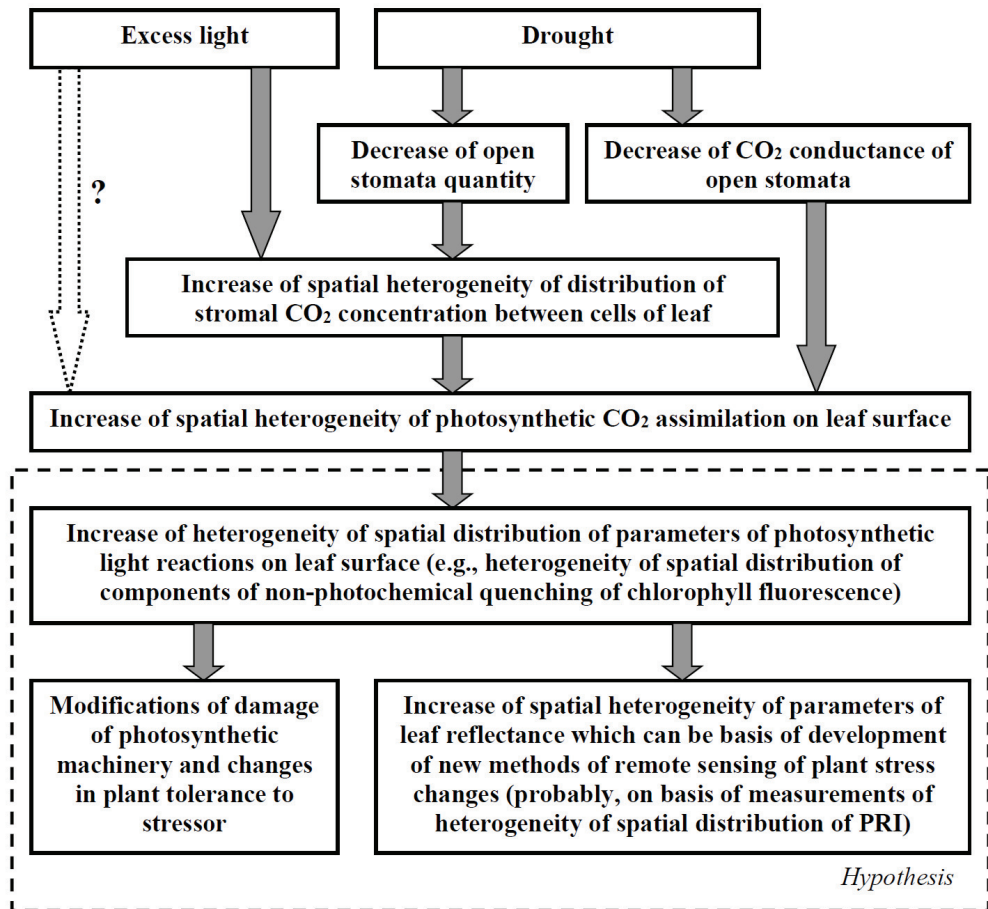 Excess light
Drought
Decrease of open
stomata quantity
Decrease of CO₂ conductance of
open stomata
?
Increase of spatial heterogeneity of distribution of
stromal CO₂ concentration between cells of leaf
Increase of spatial heterogeneity of photosynthetic CO₂ assimilation on leaf surface
Increase of heterogeneity of spatial distribution of parameters of photosynthetic
light reactions on leaf surface (e.g., heterogeneity of spatial distribution of
components of non-photochemical quenching of chlorophyll fluorescence)
Modifications of damage
of photosynthetic
machinery and changes
in plant tolerance to
stressor
Increase of spatial heterogeneity of parameters of
leaf reflectance which can be basis of development
of new methods of remote sensing of plant stress
changes (probably, on basis of measurements of
heterogeneity of spatial distribution of PRI)
Hypothesis